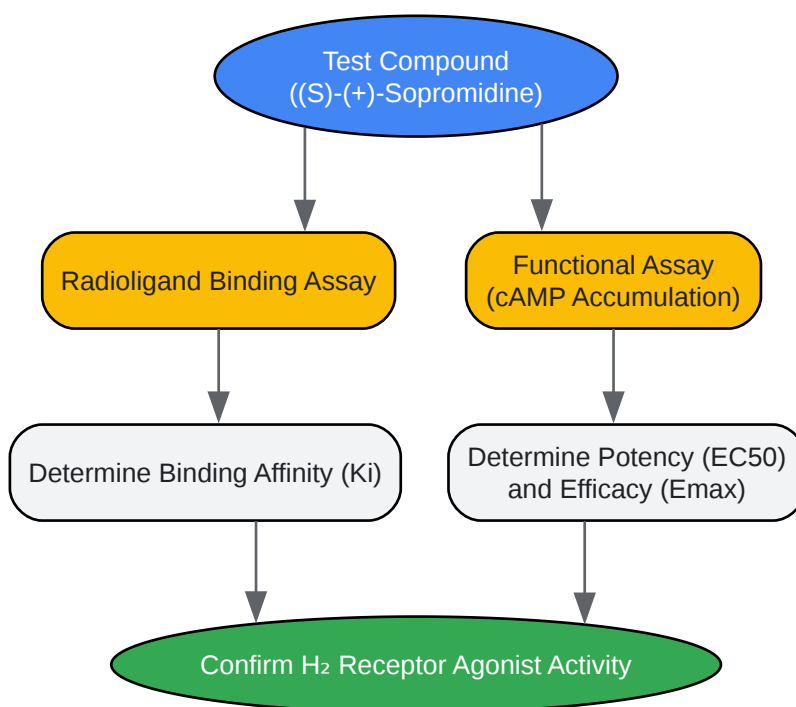 Test Compound
((S)-(+)-Sopromidine)
Radioligand Binding Assay
Functional Assay
(cAMP Accumulation)
Determine Binding Affinity (Ki)
Determine Potency (EC50)
and Efficacy (Emax)
Confirm H₂ Receptor Agonist Activity